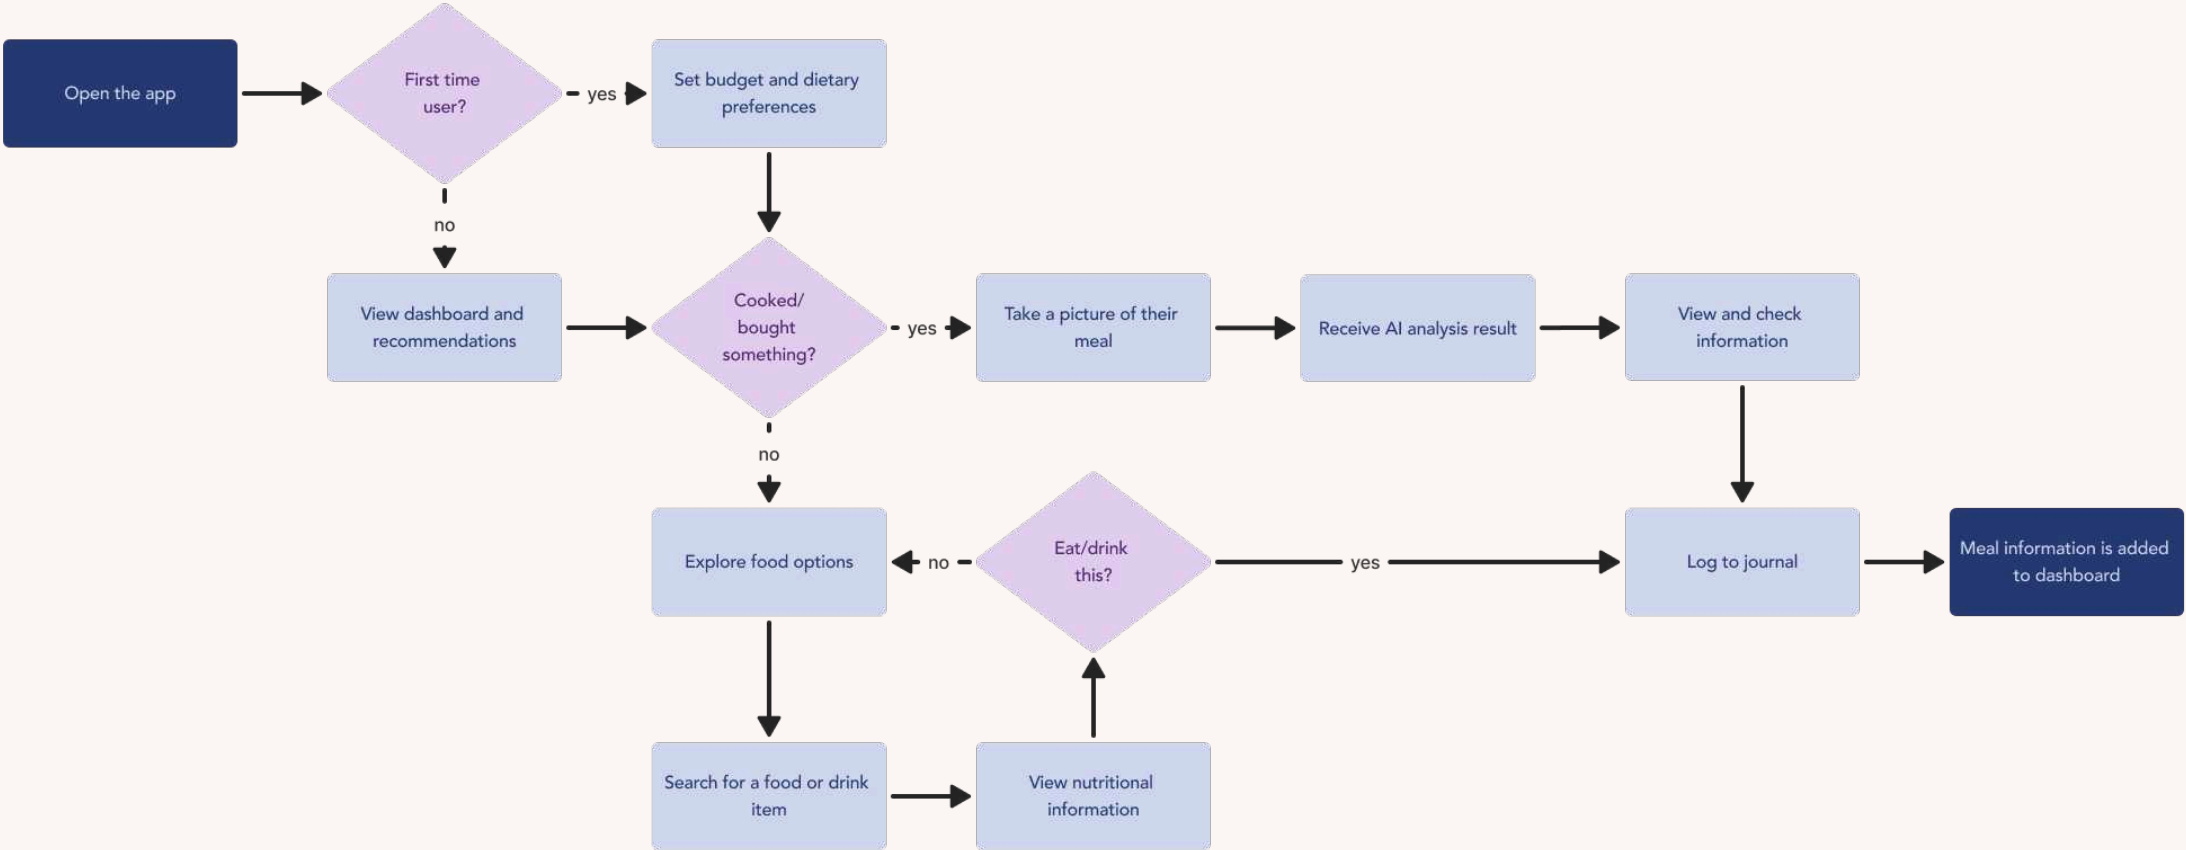 Open the app
First time
user?
yes
Set budget and dietary
preferences
no
View dashboard and
recommendations
Cooked/
bought
something?
yes
Take a picture of their
meal
Receive AI analysis result
View and check
information
no
Explore food options
no
Eat/drink
this?
yes
Log to journal
Meal information is added
to dashboard
Search for a food or drink
item
View nutritional
information